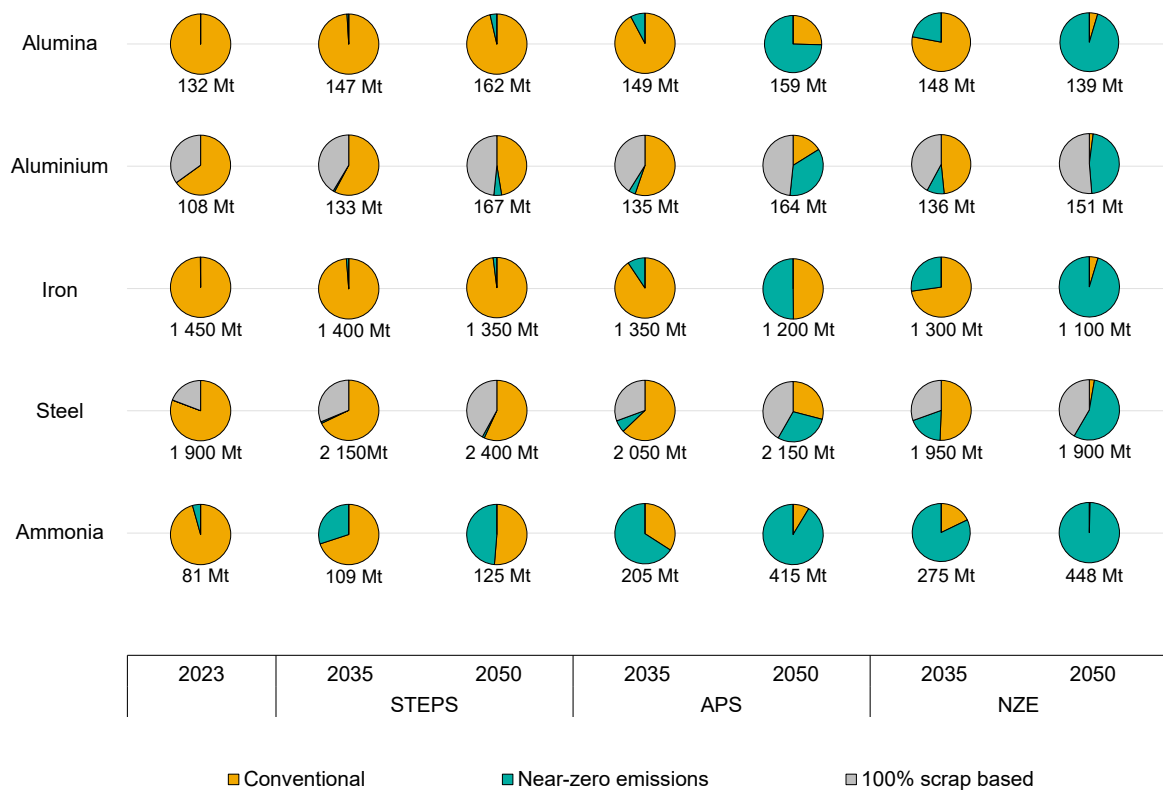 Alumina
132 Mt 147 Mt 162 Mt 149 Mt 159 Mt 148 Mt 139 Mt
Aluminium
108 Mt 133 Mt 167 Mt 135 Mt 164 Mt 136 Mt 151 Mt
Iron
1 450 Mt 1 400 Mt 1 350 Mt 1 350 Mt 1 200 Mt 1 300 Mt 1 100 Mt
Steel
1 900 Mt 2 150Mt 2 400 Mt 2 050 Mt 2 150 Mt 1 950 Mt 1 900 Mt
Ammonia
81 Mt 109 Mt 125 Mt 205 Mt 415 Mt 275 Mt 448 Mt
2023 2035 2050 2035 2050 2035 2050
STEPS APS NZE
Conventional Near-zero emissions 100% scrap based